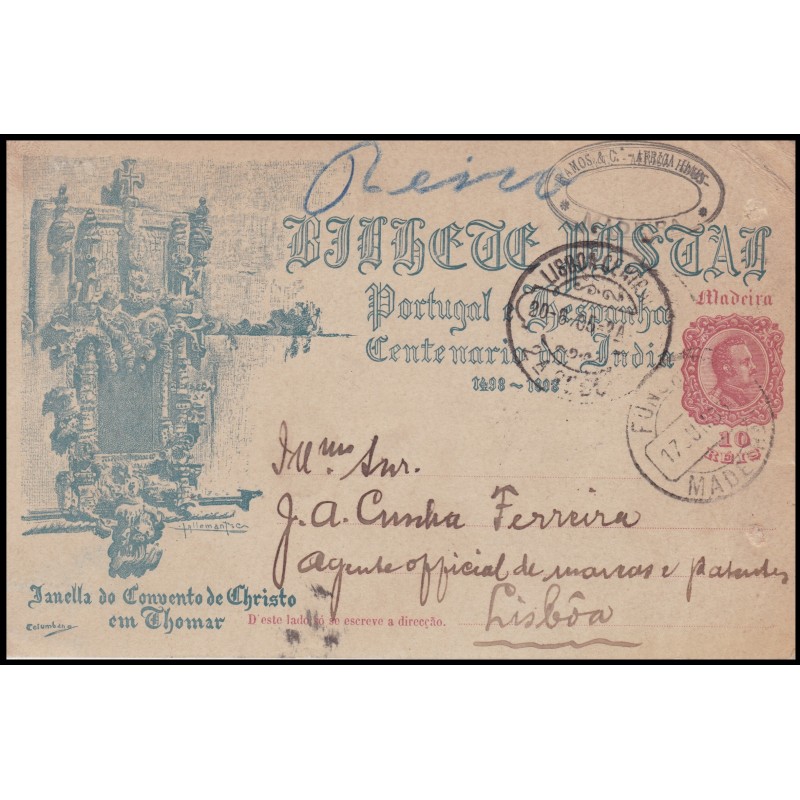 Reino
RAMOS & C.ª
BILHETE POSTAL
LISBOA CENTRAL
Madeira
Portugal e Hespanha
Centenario da India
1498~1898
FUNCHAL
17 JU
MADEIRA
10
REIS
Ill.mo Snr.
J. A. Cunha Ferreira
Agente official de marcas e patentes
Lisbôa
Janella do Convento de Christo
em Thomar
Columbano
D'este lado só se escreve a direcção.